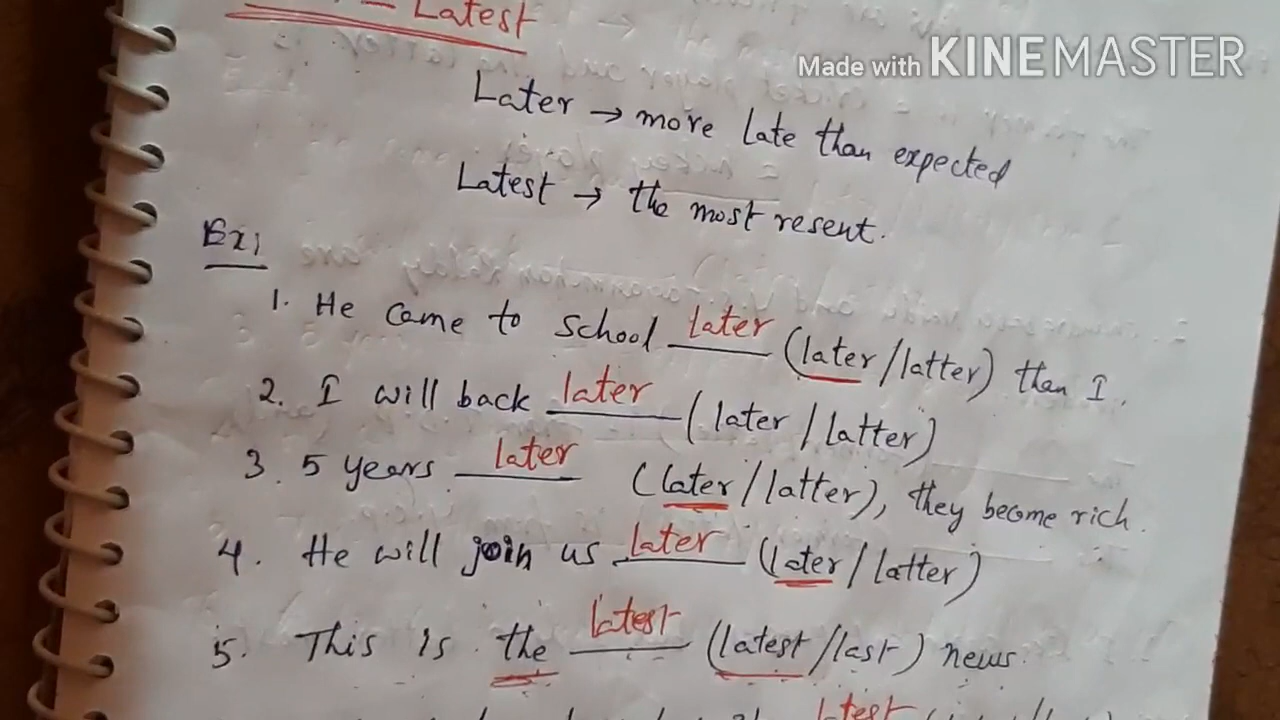 – Latest
Made with KINEMASTER
Later → more late than expected
Latest → the most resent.
Ex:
1. He came to school later (later/latter) than I.
2. I will back later (later/latter)
3. 5 years later (later/latter), they become rich.
4. He will join us later (later/latter)
5. This is the latest (latest/last) news.